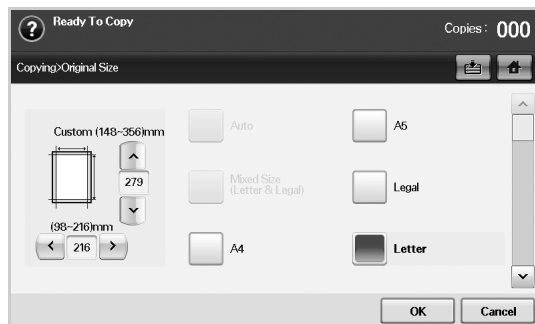 ?
Ready To Copy
Copies: 000
Copying>Original Size
Custom (148~356)mm
279
(98~216)mm
216
Auto
A5
Mixed Size
(Letter & Legal)
Legal
A4
Letter
OK
Cancel